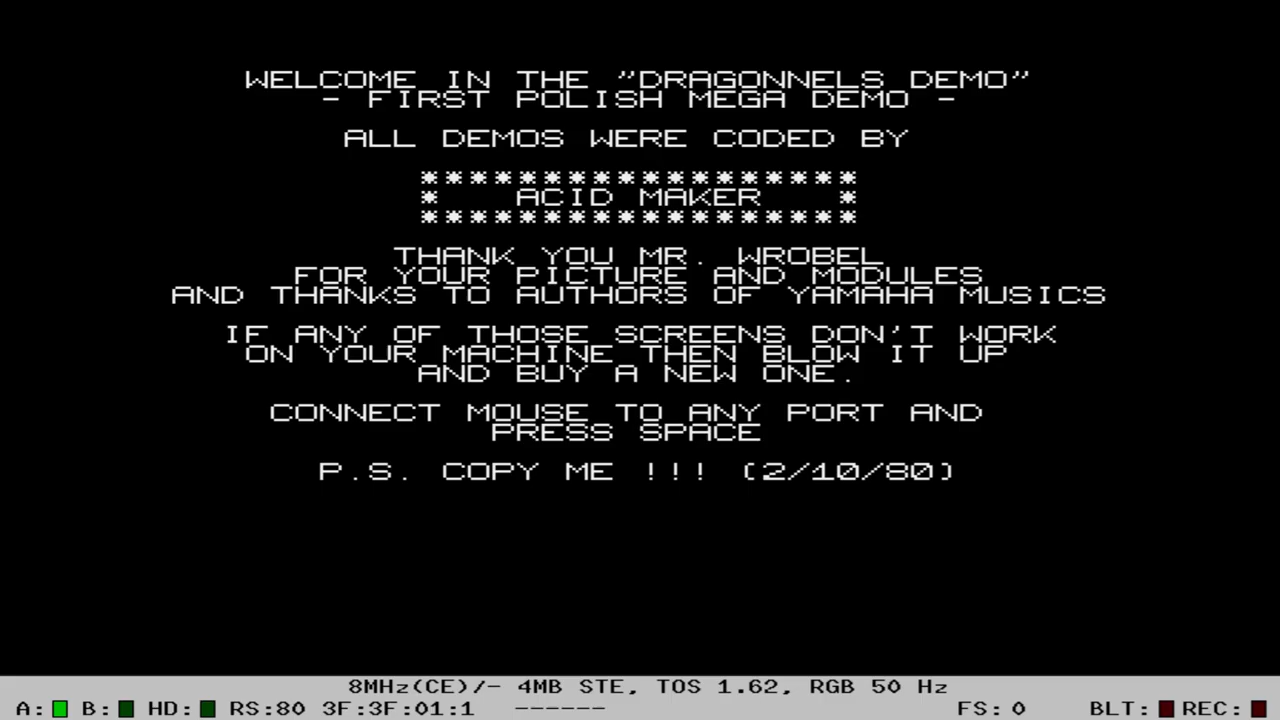 WELCOME IN THE "DRAGONNELS DEMO"
- FIRST POLISH MEGA DEMO -
ALL DEMOS WERE CODED BY
******************
* ACID MAKER *
******************
THANK YOU MR. WROBEL
FOR YOUR PICTURE AND MODULES
AND THANKS TO AUTHORS OF YAMAHA MUSICS
IF ANY OF THOSE SCREENS DON'T WORK
ON YOUR MACHINE THEN BLOW IT UP
AND BUY A NEW ONE.
CONNECT MOUSE TO ANY PORT AND
PRESS SPACE
P.S. COPY ME !!! (2/10/80)
8MHz(CE)/- 4MB STE, TOS 1.62, RGB 50 Hz
A: B: HD: RS:80 3F:3F:01:1 ------ FS: 0 BLT: REC: